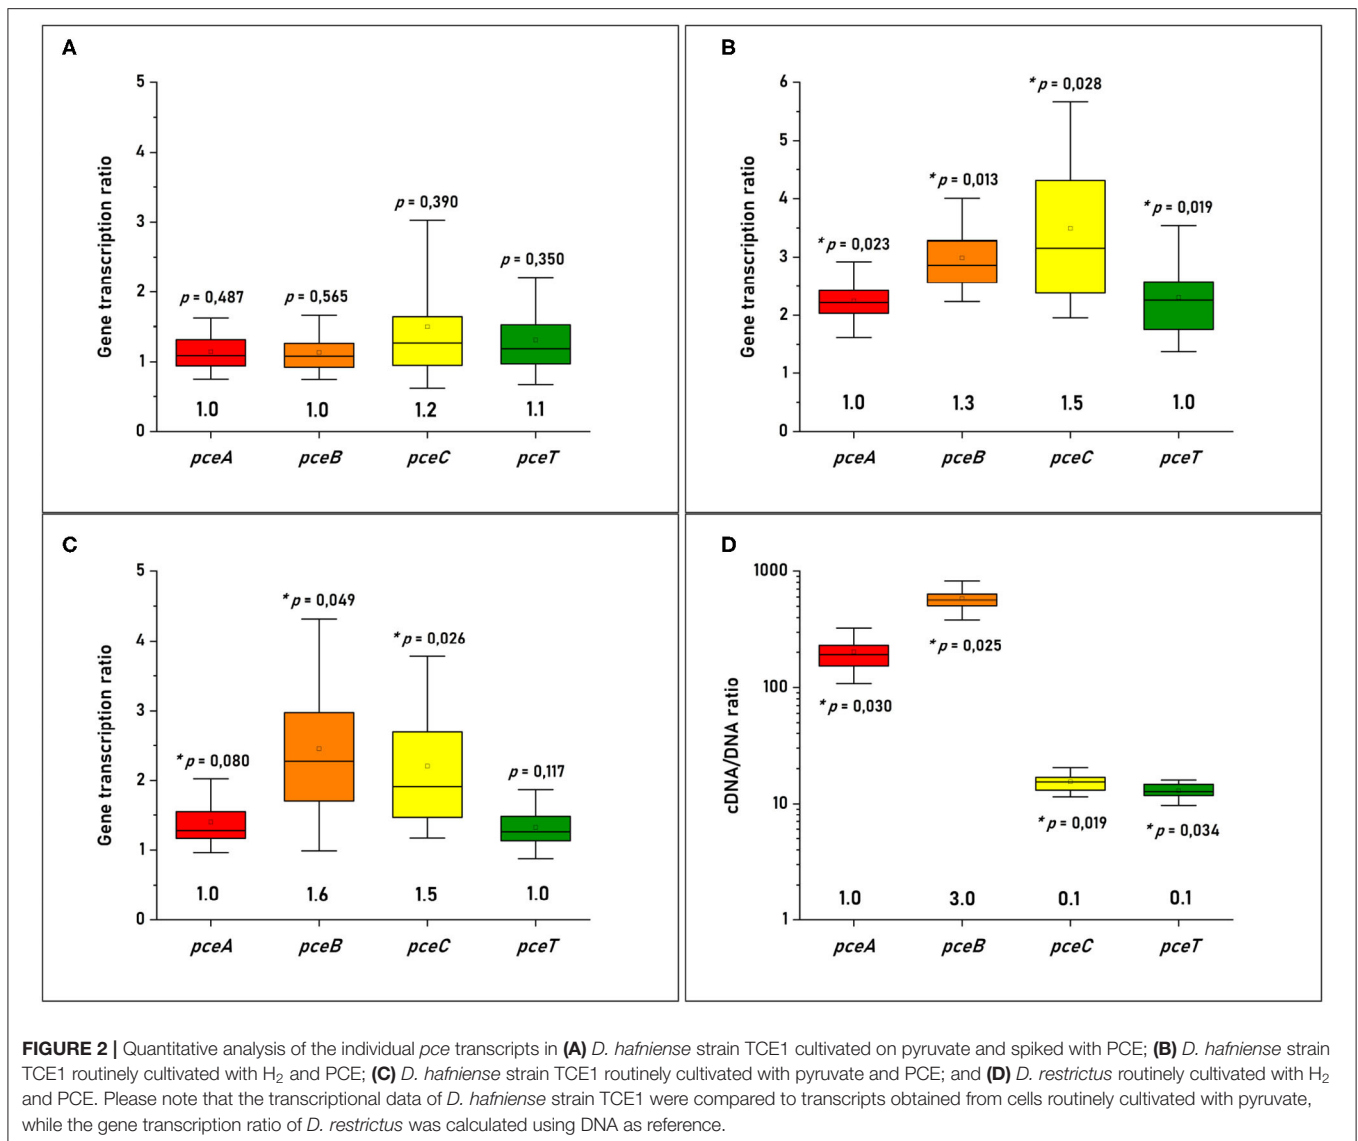 A
Gene transcription ratio
5
4
3
2
1
0
p = 0,487
p = 0,565
p = 0,390
p = 0,350
1.0
1.0
1.2
1.1
pceA
pceB
pceC
pceT
B
Gene transcription ratio
6
5
4
3
2
1
0
* p = 0,023
* p = 0,013
* p = 0,028
* p = 0,019
1.0
1.3
1.5
1.0
pceA
pceB
pceC
pceT
C
Gene transcription ratio
5
4
3
2
1
0
* p = 0,080
* p = 0,049
* p = 0,026
p = 0,117
1.0
1.6
1.5
1.0
pceA
pceB
pceC
pceT
D
cDNA/DNA ratio
1000
100
10
1
* p = 0,030
* p = 0,025
* p = 0,019
* p = 0,034
1.0
3.0
0.1
0.1
pceA
pceB
pceC
pceT
FIGURE 2 | Quantitative analysis of the individual pce transcripts in (A) D. hafniense strain TCE1 cultivated on pyruvate and spiked with PCE; (B) D. hafniense strain
TCE1 routinely cultivated with H2 and PCE; (C) D. hafniense strain TCE1 routinely cultivated with pyruvate and PCE; and (D) D. restrictus routinely cultivated with H2
and PCE. Please note that the transcriptional data of D. hafniense strain TCE1 were compared to transcripts obtained from cells routinely cultivated with pyruvate,
while the gene transcription ratio of D. restrictus was calculated using DNA as reference.